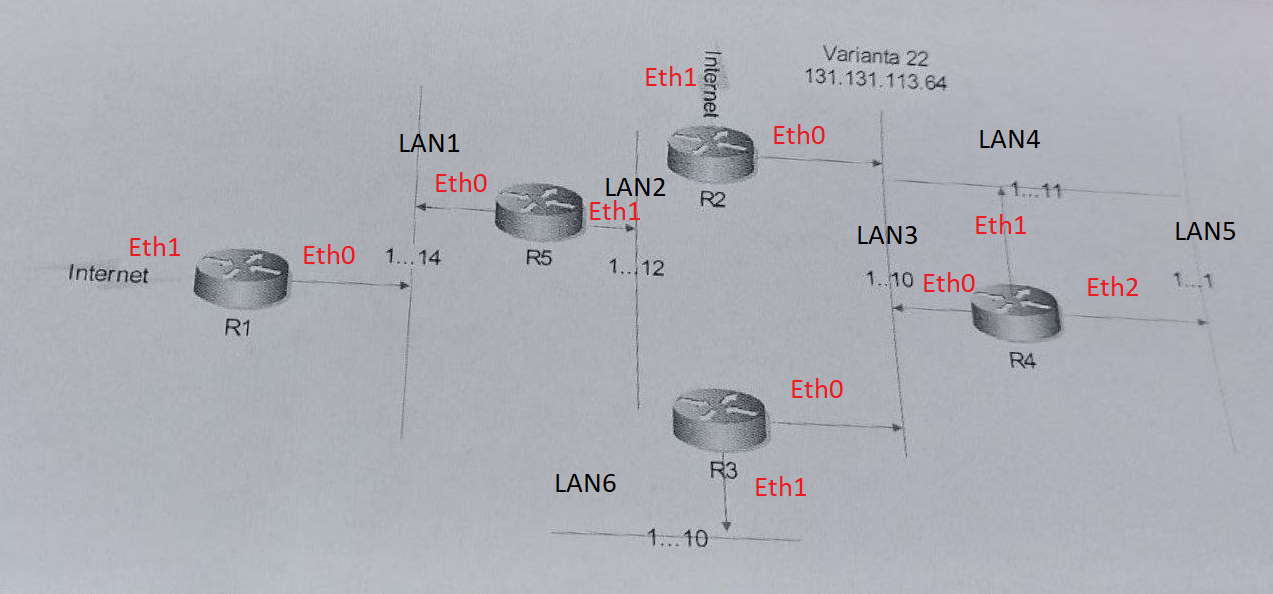 Varianta 22
131.131.113.64
Internet
Eth1
Eth0
R2
LAN1
Eth0
Eth1
R5
LAN2
1...14
1...12
Eth1
Internet
Eth0
R1
LAN4
1...11
Eth1
LAN3
1..10
Eth0
Eth2
R4
LAN5
1...1
Eth0
R3
Eth1
LAN6
1...10